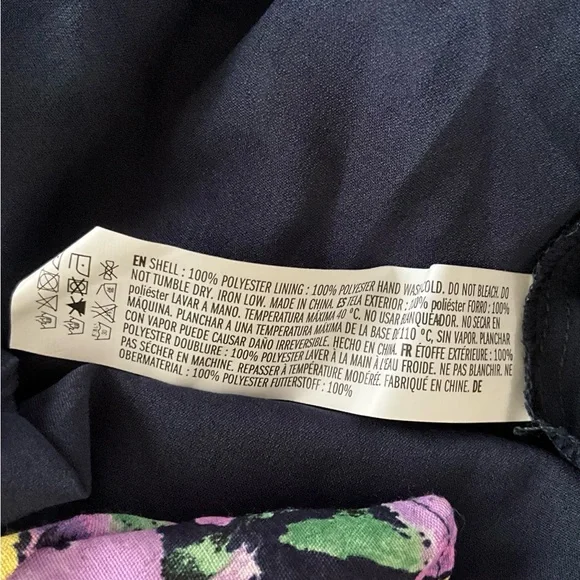 EN SHELL : 100% POLYESTER LINING : 100% POLYESTER HAND WASH COLD. DO NOT BLEACH. DO
NOT TUMBLE DRY. IRON LOW. MADE IN CHINA. ES TELA EXTERIOR : 100% poliéster FORRO : 100%
poliéster LAVAR A MANO. TEMPERATURA MÁXIMA 40 °C, NO USAR BLANQUEADOR. NO SECAR EN
MÁQUINA. PLANCHAR A UNA TEMPERATURA MÁXIMA DE LA BASE D 110 °C, SIN VAPOR. PLANCHAR
CON VAPOR PUEDE CAUSAR DAÑO IRREVERSIBLE. HECHO EN CHINA. FR ÉTOFFE EXTÉRIEURE : 100%
POLYESTER DOUBLURE : 100% POLYESTER LAVER À LA MAIN À L'EAU FROIDE. NE PAS BLANCHIR. NE
PAS SÉCHER EN MACHINE. REPASSER À TEMPÉRATURE MODÉRÉE. FABRIQUÉ EN CHINE. DE
OBERMATERIAL : 100% POLYESTER FUTTERSTOFF : 100%